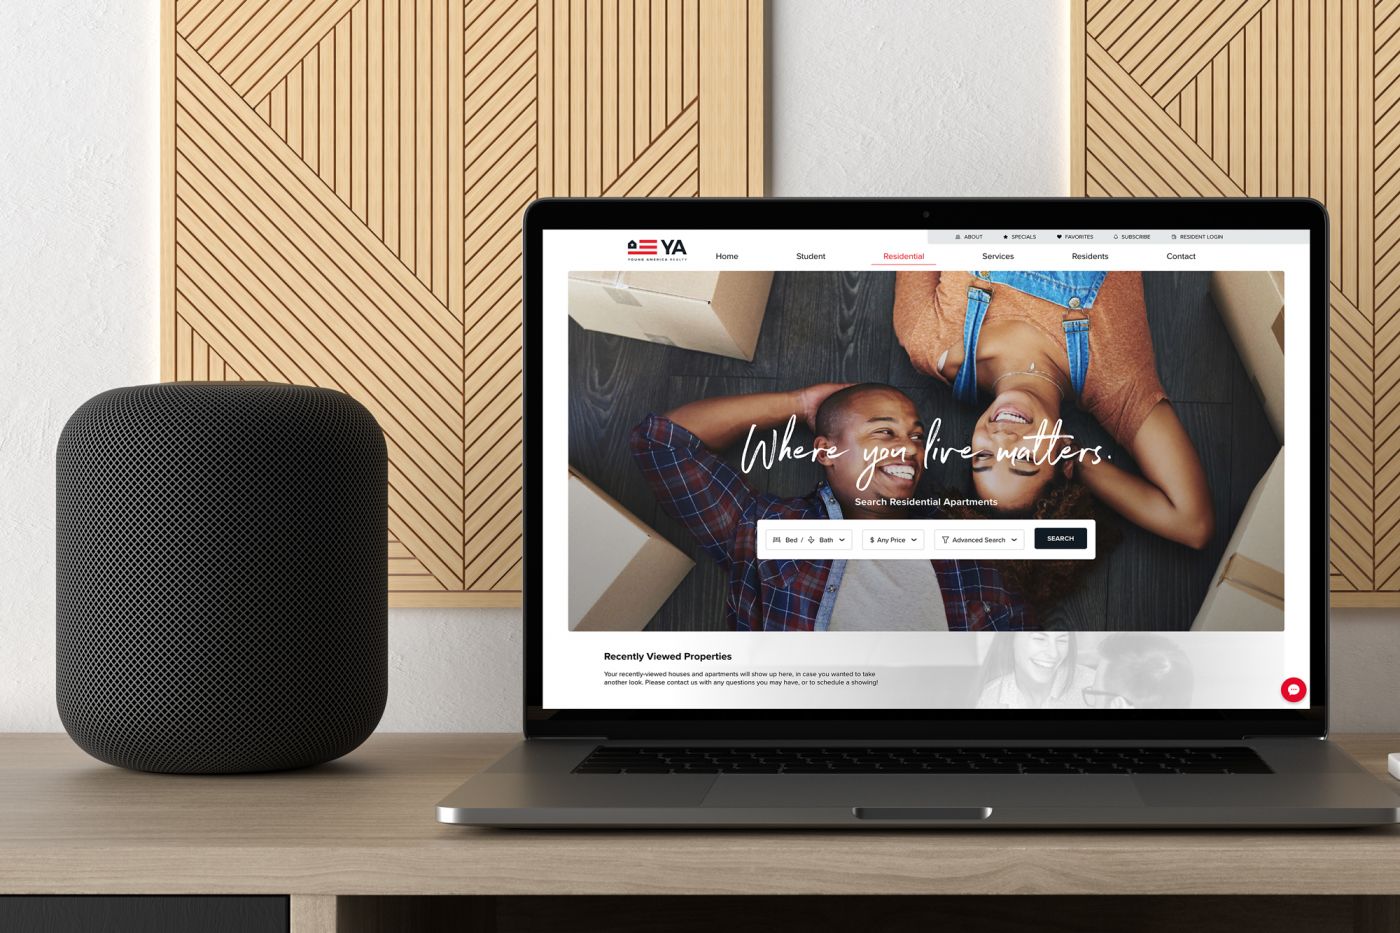 ABOUT SPECIALS FAVORITES SUBSCRIBE RESIDENT LOGIN
YA
YOUNG AMERICA REALTY
Home Student Residential Services Residents Contact
Where you live matters.
Search Residential Apartments
Bed / Bath $ Any Price Advanced Search SEARCH
Recently Viewed Properties
Your recently-viewed houses and apartments will show up here, in case you wanted to take
another look. Please contact us with any questions you may have, or to schedule a showing!